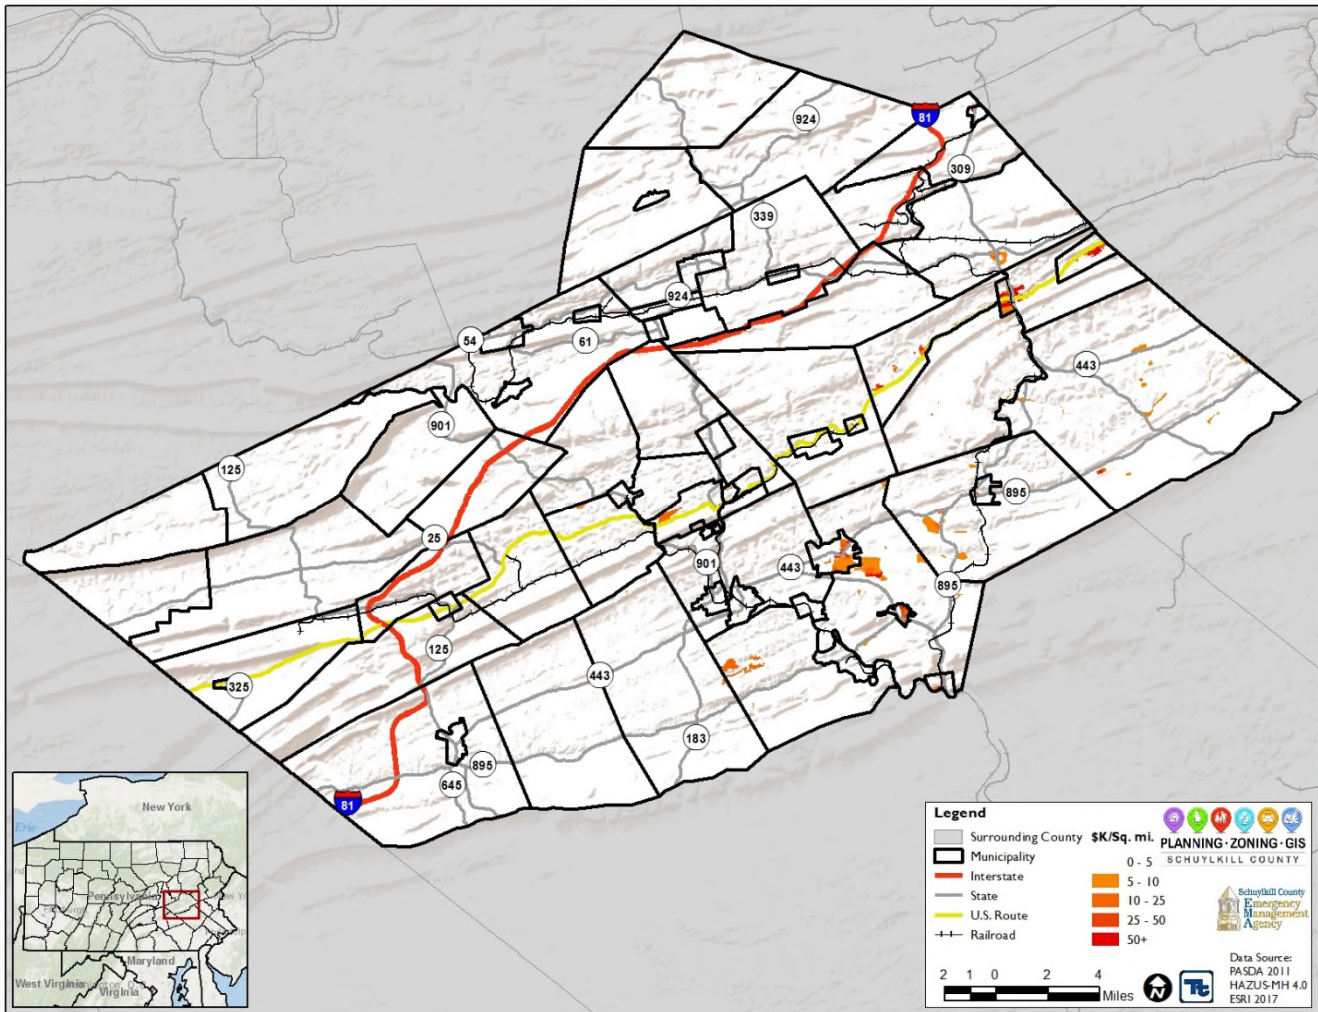 81
924
309
339
924
54
61
443
901
125
895
25
901
443
895
125
443
325
183
895
645
81
New York
Erie
Pennsylvania
Maryland
West Virginia
Virginia
Legend
Surrounding County
Municipality
Interstate
State
U.S. Route
Railroad
$K/Sq. mi.
0 - 5
5 - 10
10 - 25
25 - 50
50+
PLANNING·ZONING·GIS
SCHUYLKILL COUNTY
Schuylkill County
Emergency
Management
Agency
2 1 0 2 4
Miles
N
Tt
Data Source:
PASDA 2011
HAZUS-MH 4.0
ESRI 2017